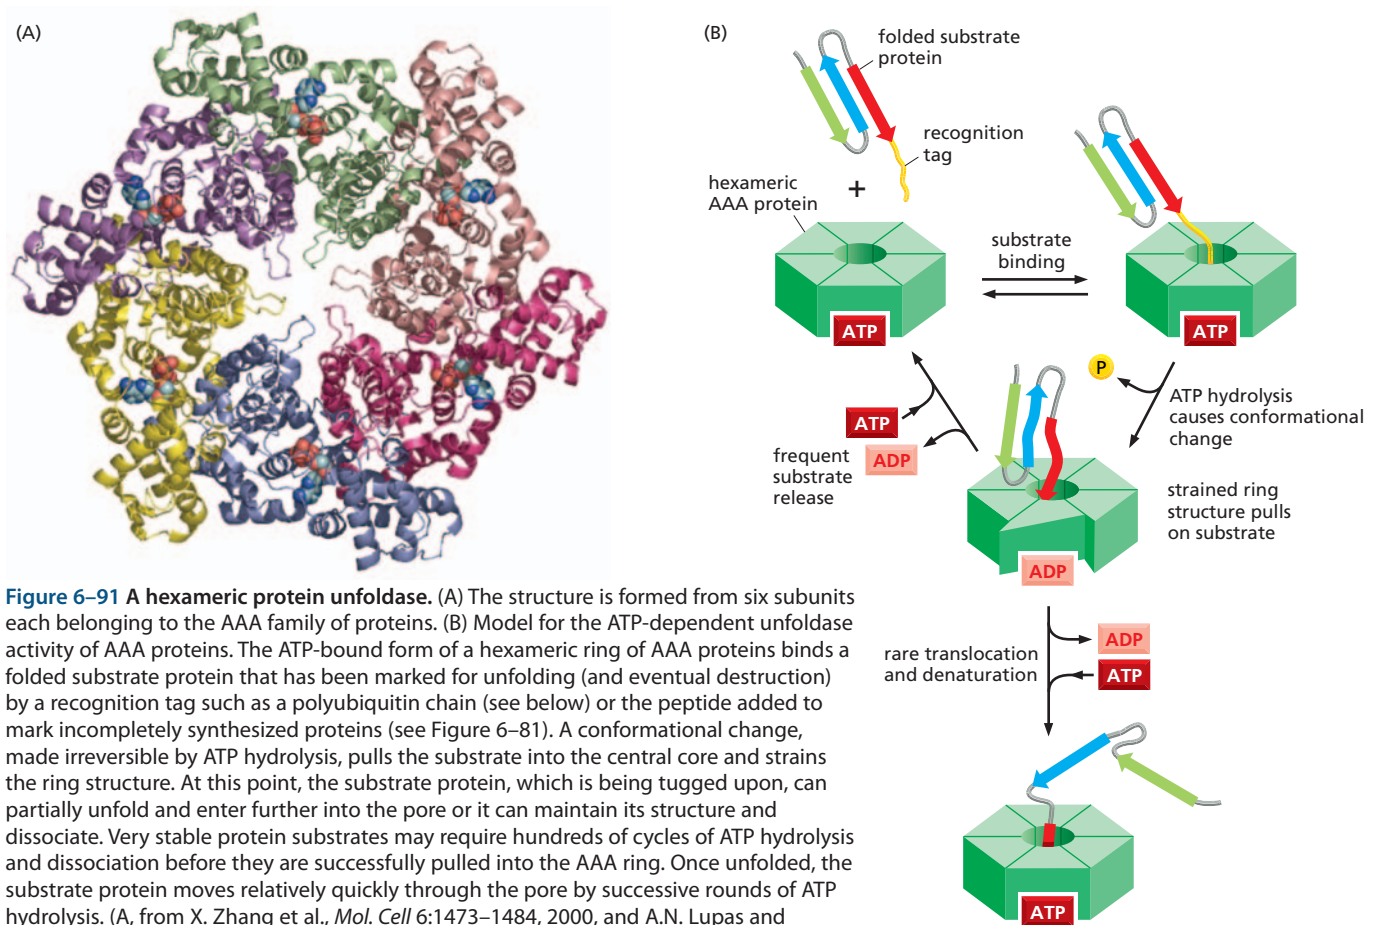 (A)
(B)
folded substrate
protein
recognition
tag
hexameric
AAA protein
+
substrate
binding
ATP
ATP
P
ATP hydrolysis
causes conformational
change
ATP
ADP
frequent
substrate
release
strained ring
structure pulls
on substrate
ADP
rare translocation
and denaturation
ADP
ATP
ATP
Figure 6–91 A hexameric protein unfoldase. (A) The structure is formed from six subunits
each belonging to the AAA family of proteins. (B) Model for the ATP-dependent unfoldase
activity of AAA proteins. The ATP-bound form of a hexameric ring of AAA proteins binds a
folded substrate protein that has been marked for unfolding (and eventual destruction)
by a recognition tag such as a polyubiquitin chain (see below) or the peptide added to
mark incompletely synthesized proteins (see Figure 6–81). A conformational change,
made irreversible by ATP hydrolysis, pulls the substrate into the central core and strains
the ring structure. At this point, the substrate protein, which is being tugged upon, can
partially unfold and enter further into the pore or it can maintain its structure and
dissociate. Very stable protein substrates may require hundreds of cycles of ATP hydrolysis
and dissociation before they are successfully pulled into the AAA ring. Once unfolded, the
substrate protein moves relatively quickly through the pore by successive rounds of ATP
hydrolysis. (A, from X. Zhang et al., Mol. Cell 6:1473–1484, 2000, and A.N. Lupas and